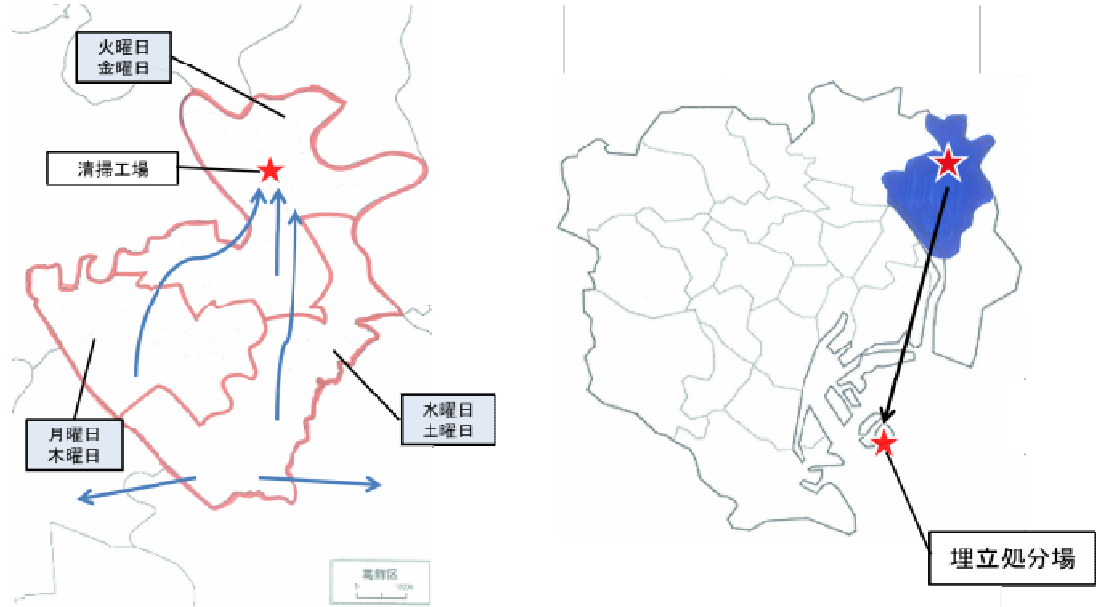 火曜日
金曜日
清掃工場
月曜日
木曜日
水曜日
土曜日
葛飾区
埋立処分場